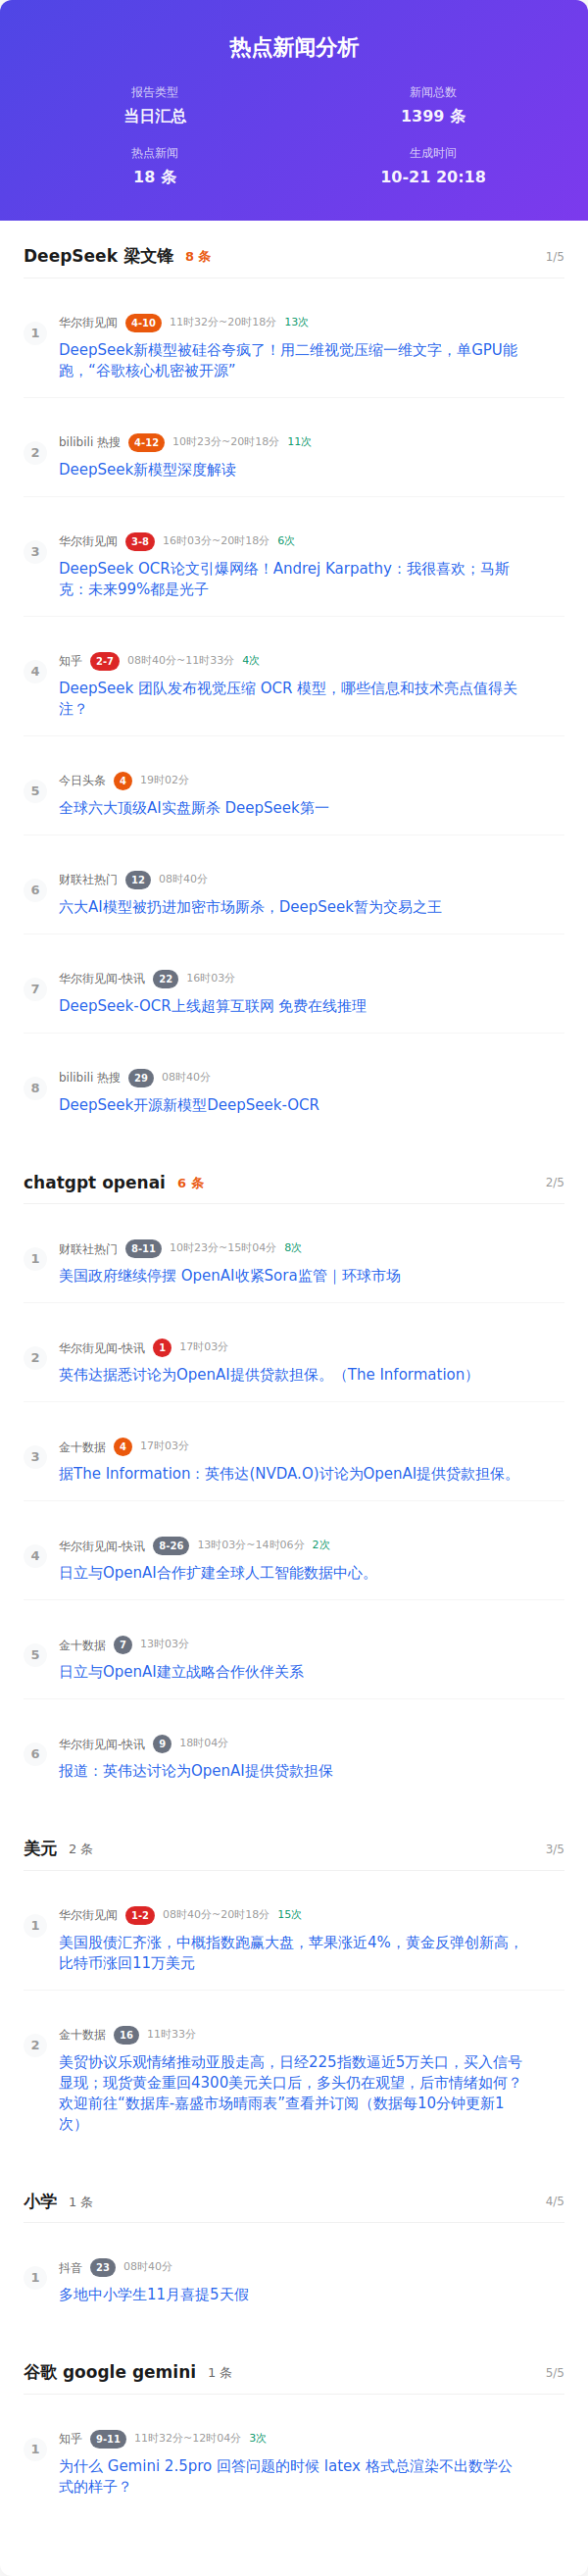 热点新闻分析
报告类型
新闻总数
当日汇总
1399 条
热点新闻
生成时间
18 条
10-21 20:18
DeepSeek 梁文锋 8 条 1/5
1
华尔街见闻 4-10 11时32分~20时18分 13次
DeepSeek新模型被硅谷夸疯了！用二维视觉压缩一维文字，单GPU能
跑，“谷歌核心机密被开源”
2
bilibili 热搜 4-12 10时23分~20时18分 11次
DeepSeek新模型深度解读
3
华尔街见闻 3-8 16时03分~20时18分 6次
DeepSeek OCR论文引爆网络！Andrej Karpathy：我很喜欢；马斯
克：未来99%都是光子
4
知乎 2-7 08时40分~11时33分 4次
DeepSeek 团队发布视觉压缩 OCR 模型，哪些信息和技术亮点值得关
注？
5
今日头条 4 19时02分
全球六大顶级AI实盘厮杀 DeepSeek第一
6
财联社热门 12 08时40分
六大AI模型被扔进加密市场厮杀，DeepSeek暂为交易之王
7
华尔街见闻-快讯 22 16时03分
DeepSeek-OCR上线超算互联网 免费在线推理
8
bilibili 热搜 29 08时40分
DeepSeek开源新模型DeepSeek-OCR
chatgpt openai 6 条 2/5
1
财联社热门 8-11 10时23分~15时04分 8次
美国政府继续停摆 OpenAI收紧Sora监管｜环球市场
2
华尔街见闻-快讯 1 17时03分
英伟达据悉讨论为OpenAI提供贷款担保。（The Information）
3
金十数据 4 17时03分
据The Information：英伟达(NVDA.O)讨论为OpenAI提供贷款担保。
4
华尔街见闻-快讯 8-26 13时03分~14时06分 2次
日立与OpenAI合作扩建全球人工智能数据中心。
5
金十数据 7 13时03分
日立与OpenAI建立战略合作伙伴关系
6
华尔街见闻-快讯 9 18时04分
报道：英伟达讨论为OpenAI提供贷款担保
美元 2 条 3/5
1
华尔街见闻 1-2 08时40分~20时18分 15次
美国股债汇齐涨，中概指数跑赢大盘，苹果涨近4%，黄金反弹创新高，
比特币涨回11万美元
2
金十数据 16 11时33分
美贸协议乐观情绪推动亚股走高，日经225指数逼近5万关口，买入信号
显现；现货黄金重回4300美元关口后，多头仍在观望，后市情绪如何？
欢迎前往“数据库-嘉盛市场晴雨表”查看并订阅（数据每10分钟更新1
次）
小学 1 条 4/5
1
抖音 23 08时40分
多地中小学生11月喜提5天假
谷歌 google gemini 1 条 5/5
1
知乎 9-11 11时32分~12时04分 3次
为什么 Gemini 2.5pro 回答问题的时候 latex 格式总渲染不出数学公
式的样子？